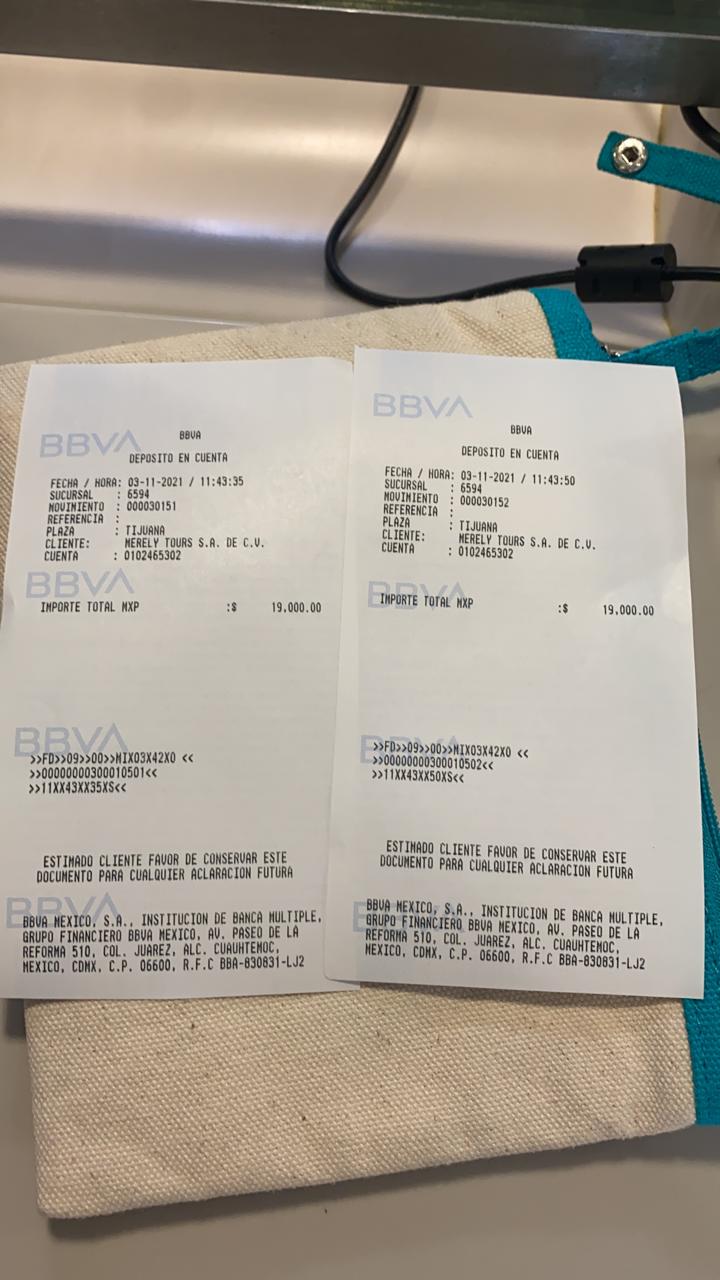 BBVA
BBVA
DEPOSITO EN CUENTA
FECHA / HORA: 03-11-2021 / 11:43:35
SUCURSAL : 6594
MOVIMIENTO : 000030151
REFERENCIA :
PLAZA : TIJUANA
CLIENTE: MERELY TOURS S.A. DE C.V.
CUENTA : 0102465302
BBVA
IMPORTE TOTAL MXP :$ 19,000.00
BBVA
>>FD>>09>>00>>MIX03X42X0 <<
>>00000000300010501<<
>>11XX43XX35XS<<
ESTIMADO CLIENTE FAVOR DE CONSERVAR ESTE
DOCUMENTO PARA CUALQUIER ACLARACION FUTURA
BBVA
BBVA MEXICO, S.A., INSTITUCION DE BANCA MULTIPLE,
GRUPO FINANCIERO BBVA MEXICO, AV. PASEO DE LA
REFORMA 510, COL. JUAREZ, ALC. CUAUHTEMOC,
MEXICO, CDMX, C.P. 06600, R.F.C BBA-830831-LJ2
BBVA
BBVA
DEPOSITO EN CUENTA
FECHA / HORA: 03-11-2021 / 11:43:50
SUCURSAL : 6594
MOVIMIENTO : 000030152
REFERENCIA :
PLAZA : TIJUANA
CLIENTE: MERELY TOURS S.A. DE C.V.
CUENTA : 0102465302
BBVA
IMPORTE TOTAL MXP :$ 19,000.00
BBVA
>>FD>>09>>00>>MIX03X42X0 <<
>>00000000300010502<<
>>11XX43XX50XS<<
ESTIMADO CLIENTE FAVOR DE CONSERVAR ESTE
DOCUMENTO PARA CUALQUIER ACLARACION FUTURA
BBVA MEXICO, S.A., INSTITUCION DE BANCA MULTIPLE,
GRUPO FINANCIERO BBVA MEXICO, AV. PASEO DE LA
REFORMA 510, COL. JUAREZ, ALC. CUAUHTEMOC,
MEXICO, CDMX, C.P. 06600, R.F.C BBA-830831-LJ2